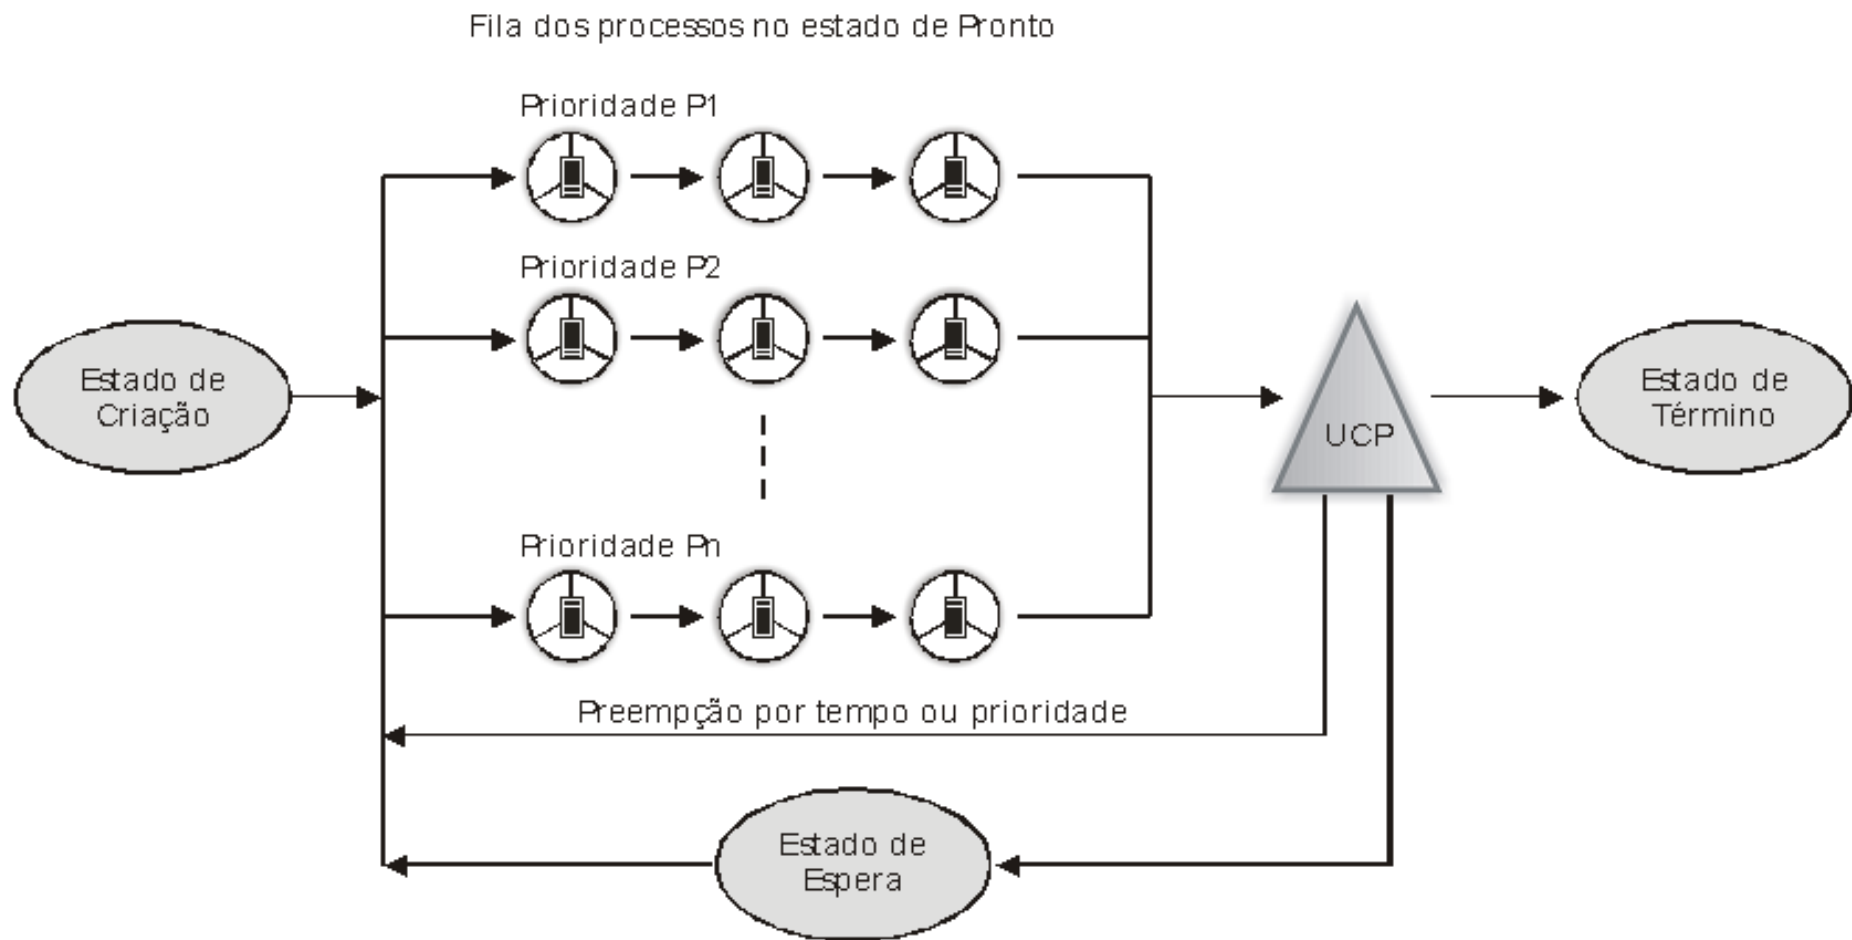 Fila dos processos no estado de Pronto
Prioridade P1
Prioridade P2
Estado de
Criação
Estado de
Término
UCP
Prioridade Pn
Preempção por tempo ou prioridade
Estado de
Espera